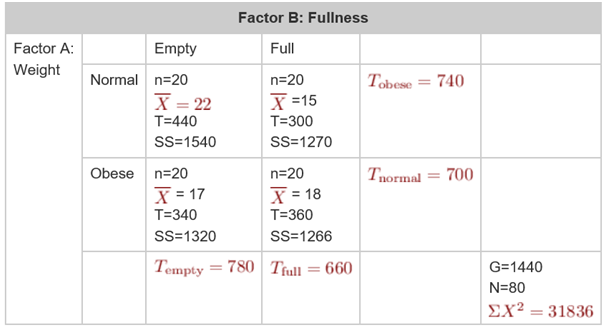 Factor B: Fullness
Factor A: Weight
Empty
Full
Normal
n=20
X̅ = 22
T=440
SS=1540
n=20
X̅ =15
T=300
SS=1270
T_obese = 740
Obese
n=20
X̅ = 17
T=340
SS=1320
n=20
X̅ = 18
T=360
SS=1266
T_normal = 700
T_empty = 780
T_full = 660
G=1440
N=80
ΣX² = 31836